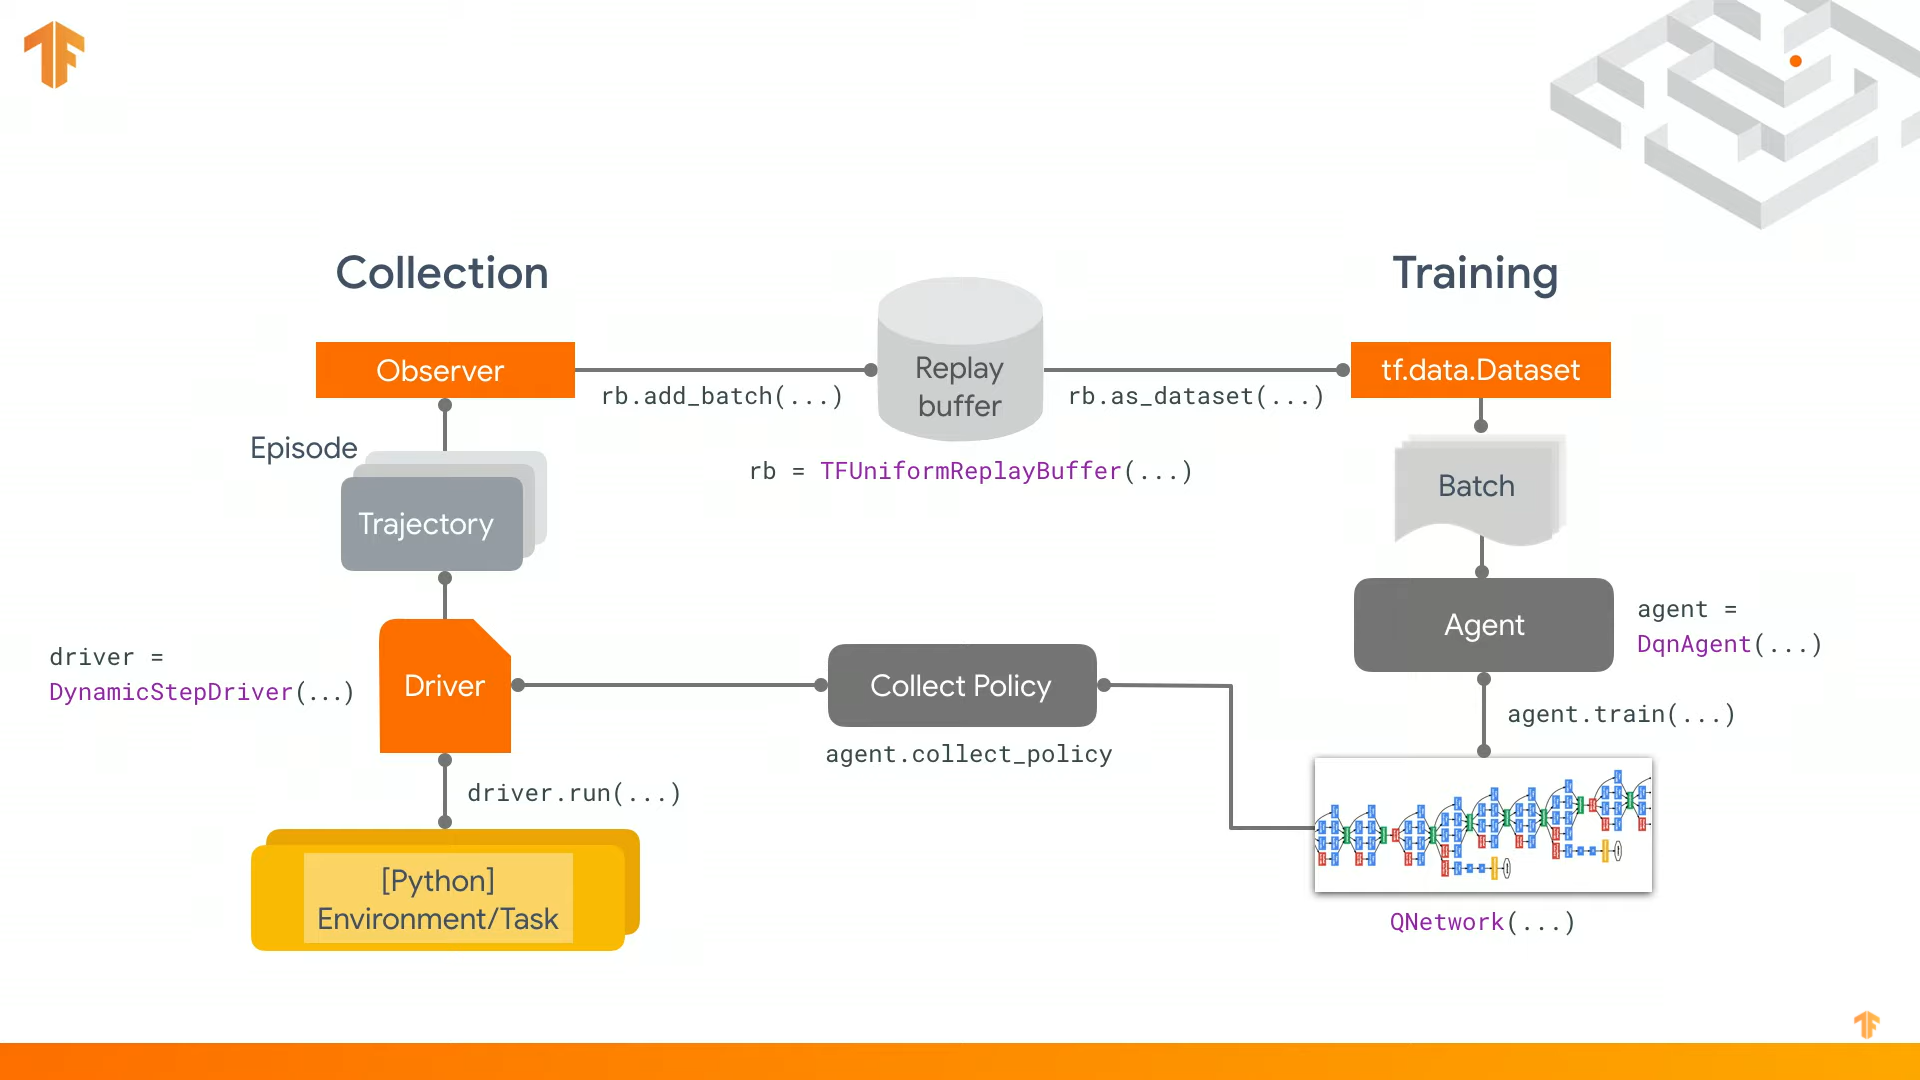 Collection
Training
Observer
rb.add_batch(...)
Replay
buffer
rb.as_dataset(...)
tf.data.Dataset
Episode
rb = TFUniformReplayBuffer(...)
Trajectory
Batch
driver =
DynamicStepDriver(...)
Driver
Collect Policy
agent.collect_policy
Agent
agent =
DqnAgent(...)
agent.train(...)
driver.run(...)
[Python]
Environment/Task
QNetwork(...)